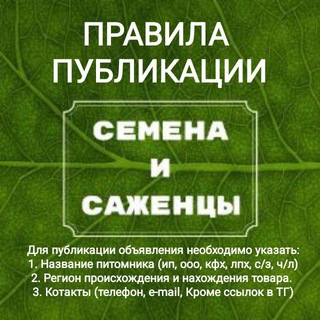 ПРАВИЛА
ПУБЛИКАЦИИ
СЕМЕНА
И
САЖЕНЦЫ
Для публикации объявления необходимо указать:
1. Название питомника (ип, ооо, кфх, лпх, с/з, ч/л)
2. Регион происхождения и нахождения товара.
3. Котакты (телефон, e-mail, Кроме ссылок в ТГ)